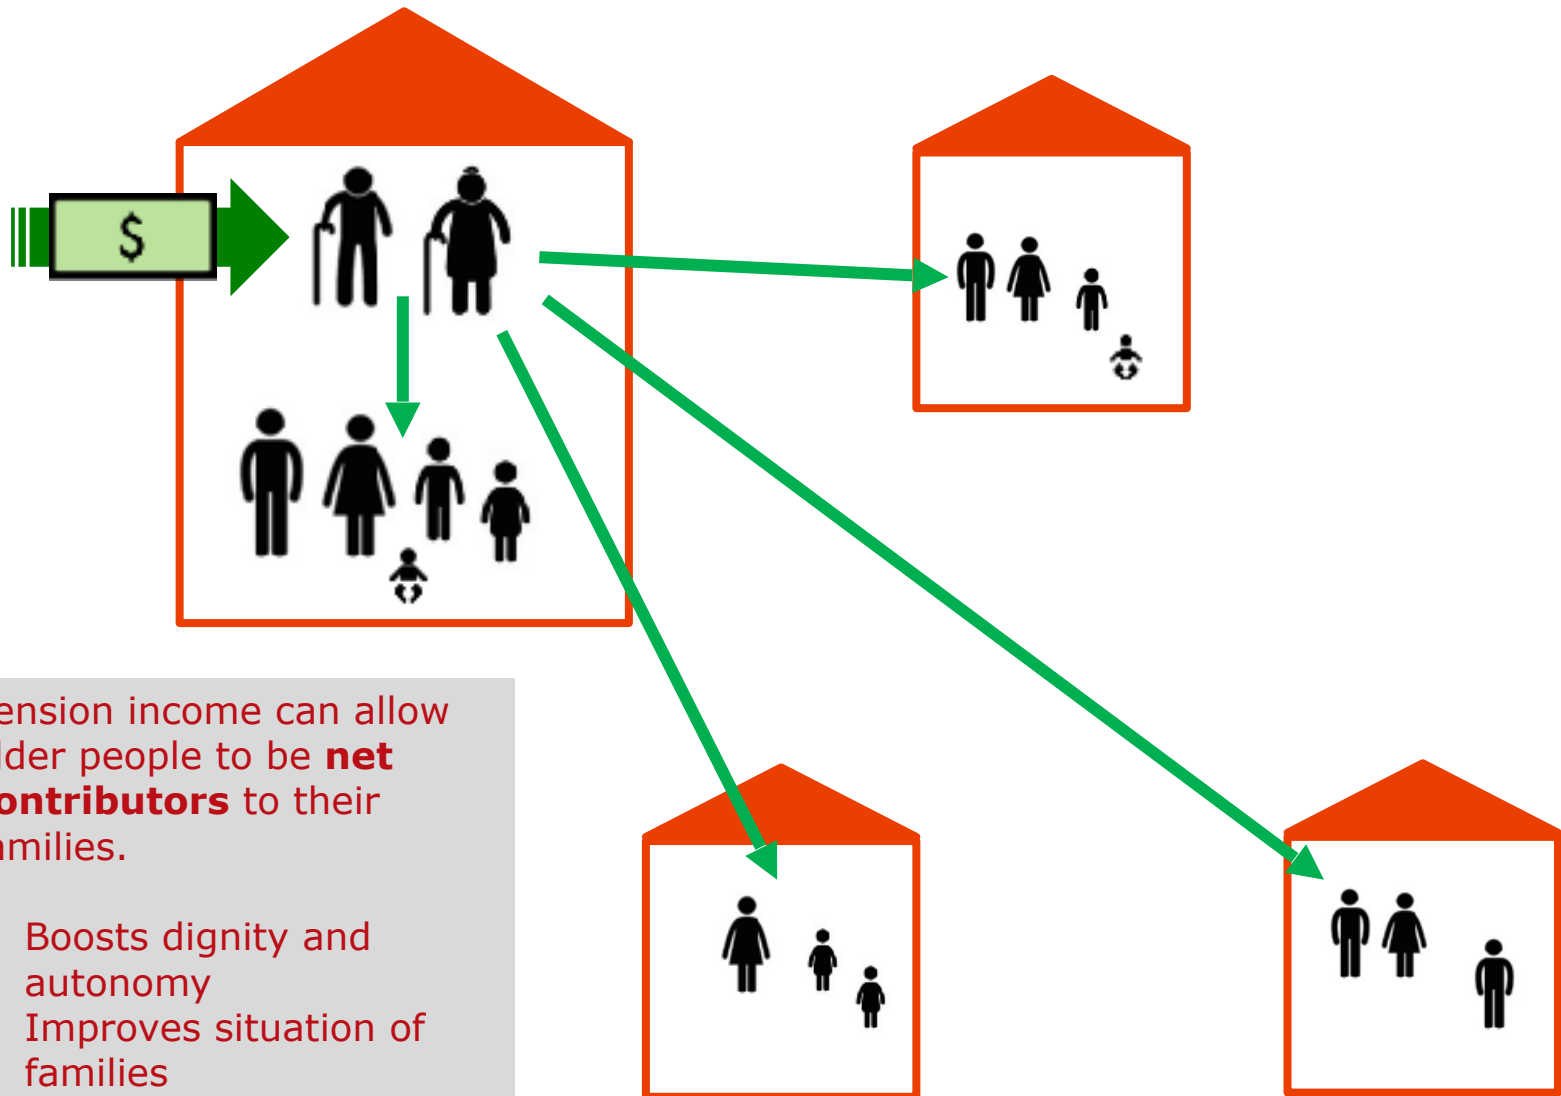 $
ension income can allow
lder people to be net
ontributors to their
amilies.
Boosts dignity and
autonomy
Improves situation of
families